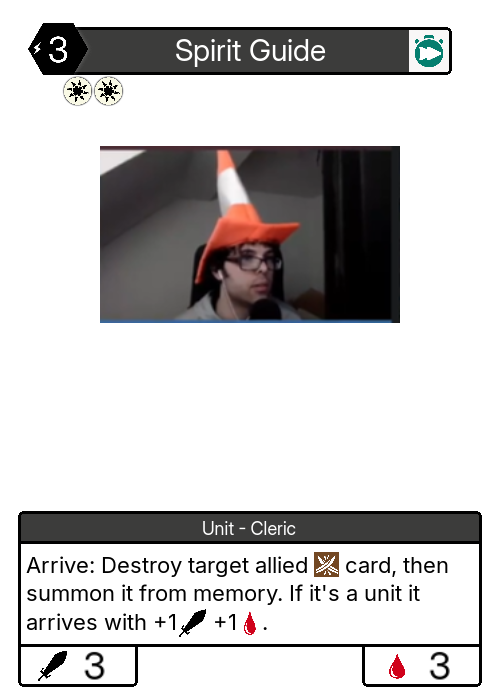 3
Spirit Guide
Unit - Cleric
Arrive: Destroy target allied card, then
summon it from memory. If it's a unit it
arrives with +1 +1 .
3
3